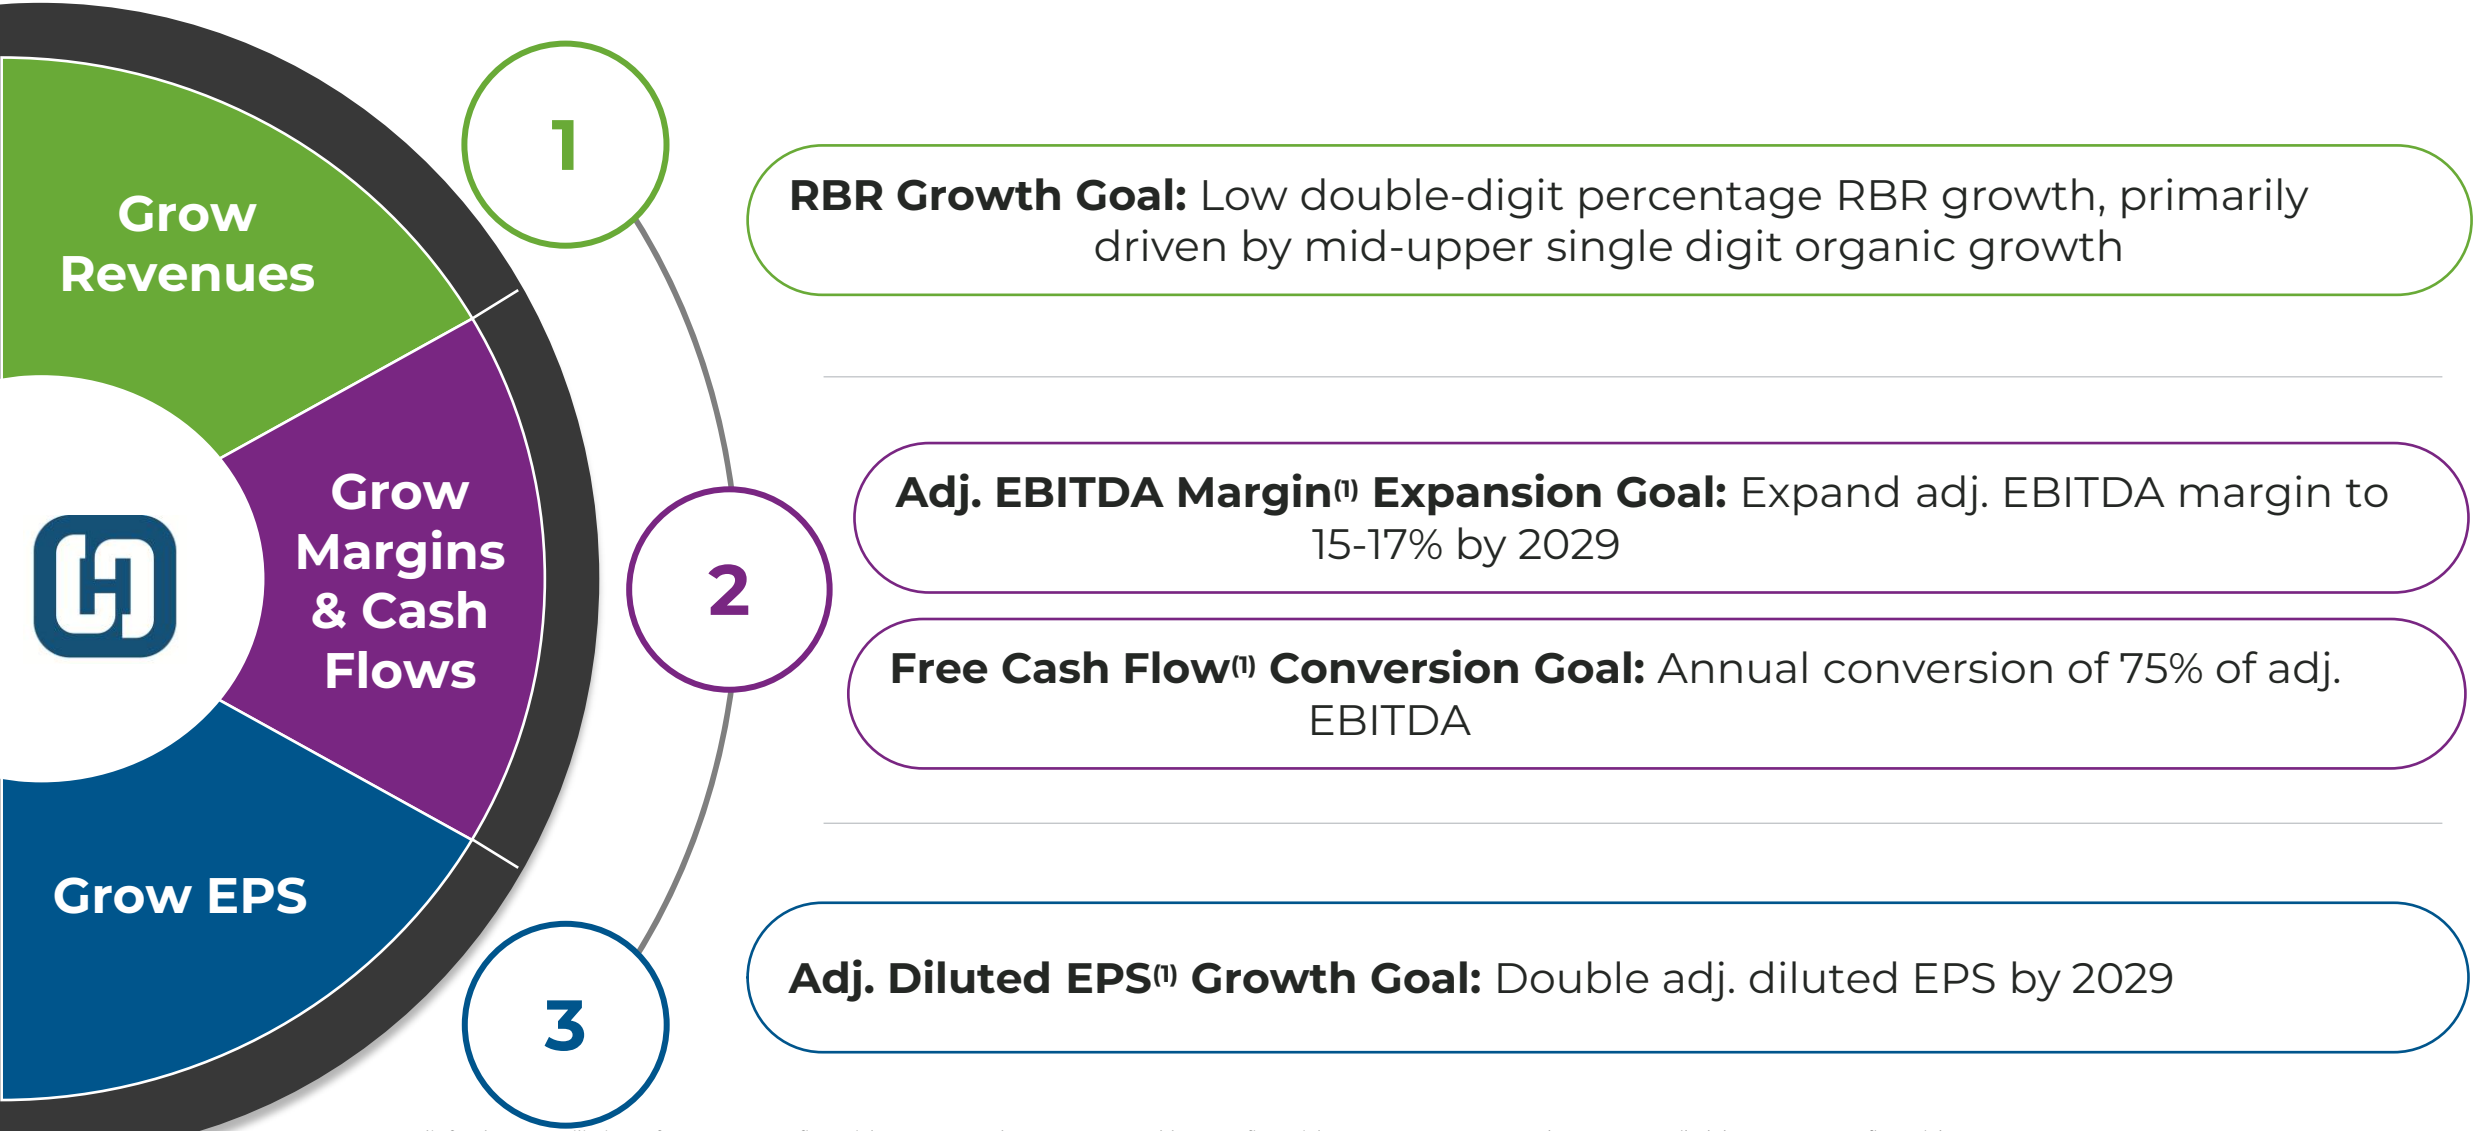 Grow
Revenues
1
RBR Growth Goal: Low double-digit percentage RBR growth, primarily
driven by mid-upper single digit organic growth
Grow
Margins
& Cash
Flows
2
Adj. EBITDA Margin(1) Expansion Goal: Expand adj. EBITDA margin to
15-17% by 2029
Free Cash Flow(1) Conversion Goal: Annual conversion of 75% of adj.
EBITDA
Grow EPS
3
Adj. Diluted EPS(1) Growth Goal: Double adj. diluted EPS by 2029